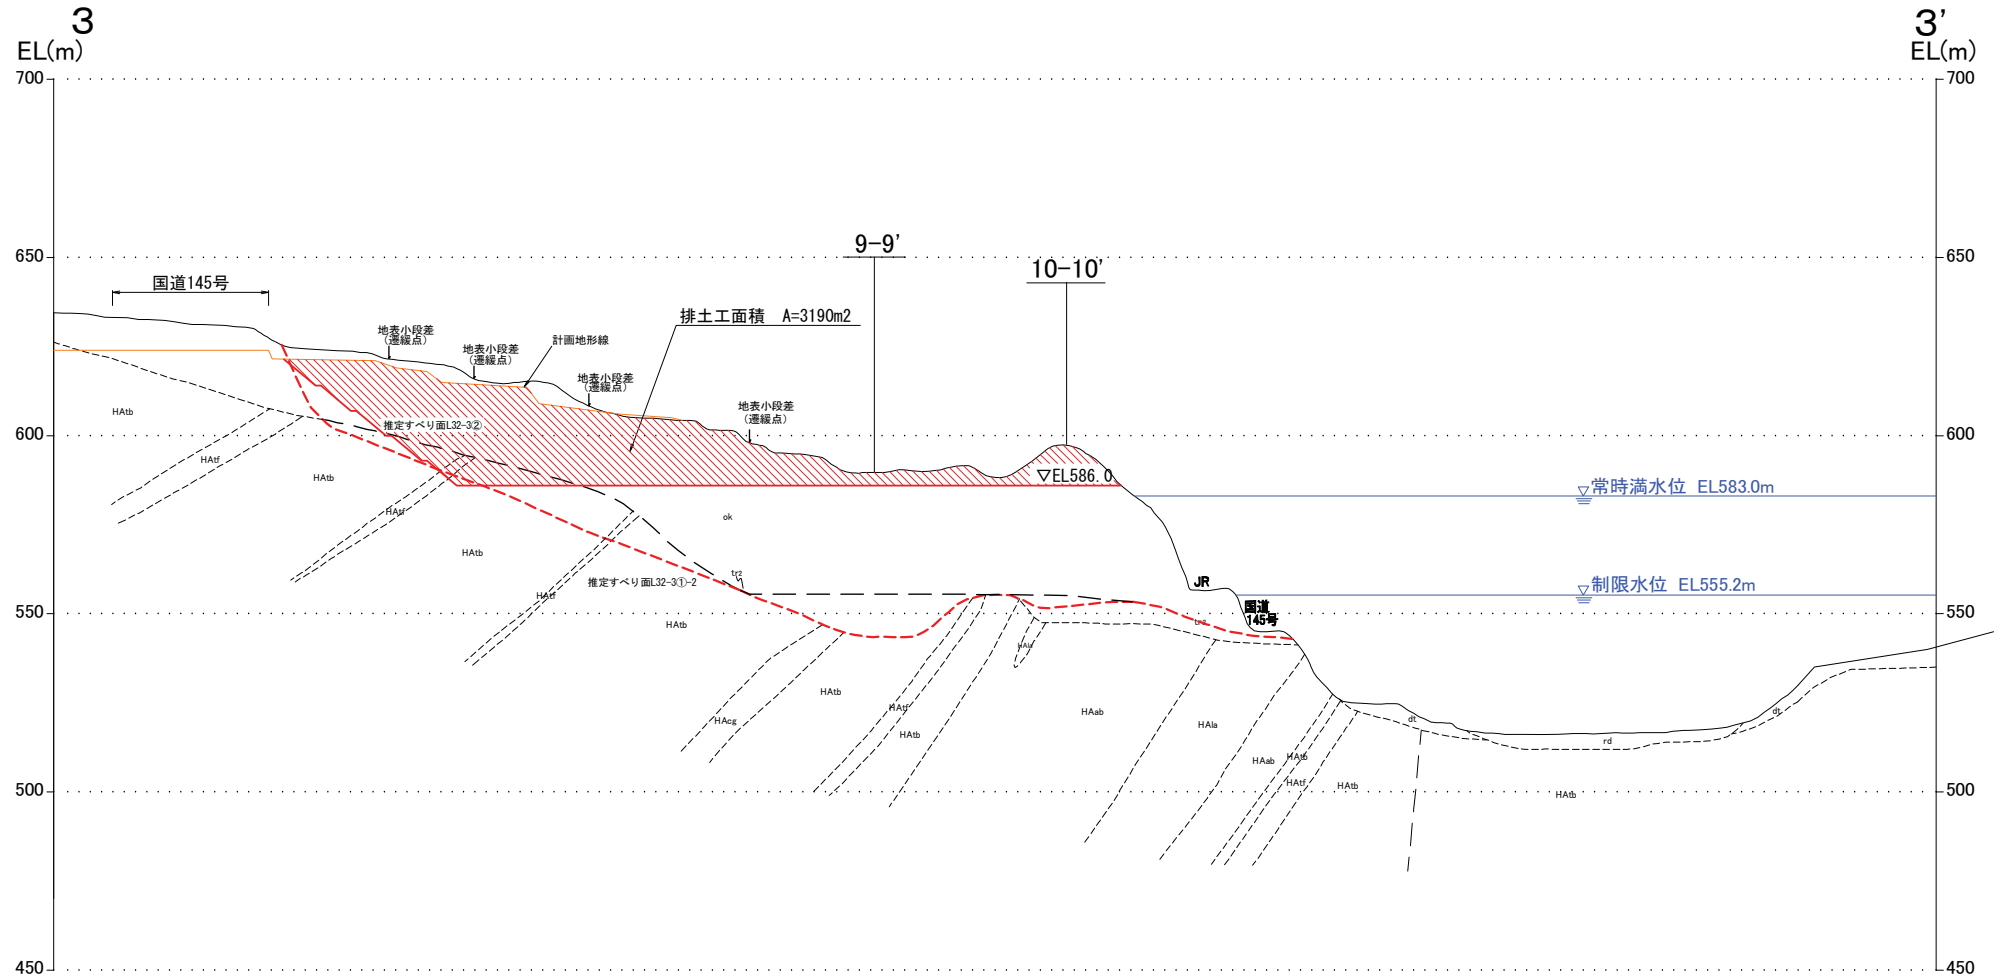 3
3'
EL(m)
EL(m)
700
700
650
650
9-9'
10-10'
国道145号
排土工面積 A=3190m2
地表小段差
(遷緩点)
地表小段差
(遷緩点)
計画地形線
地表小段差
(遷緩点)
地表小段差
(遷緩点)
HAtb
推定すべり面L32-3②
600
600
HAtf
HAtb
▽EL586.0
▽常時満水位 EL583.0m
HAtf
ok
HAtb
tr2
推定すべり面L32-3①-2
JR
▽制限水位 EL555.2m
HAtf
国道
145号
550
550
HAtb
tr2
HAtb
HAcg
HAtf
HAtb
HAab
HAla
HAab
HAtb
HAtf
HAtb
dt
rd
dt
HAtb
500
500
450
450